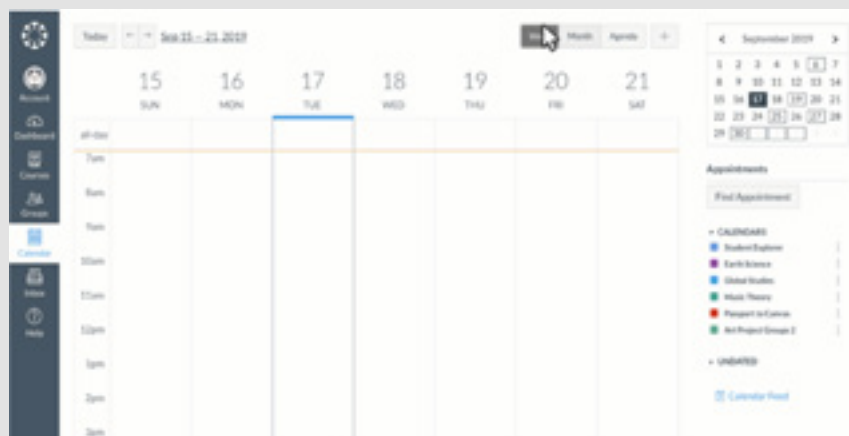 Today
Sep 15 – 21, 2019
Month
Agenda
+
15
16
17
18
19
20
21
SUN
MON
TUE
WED
THU
FRI
SAT
all-day
7am
8am
9am
10am
11am
12pm
1pm
2pm
3pm
Account
Dashboard
Courses
Groups
Calendar
Inbox
Help
September 2019
1 2 3 4 5 6 7
8 9 10 11 12 13 14
15 16 17 18 19 20 21
22 23 24 25 26 27 28
29 30
Appointments
Find Appointment
CALENDARS
Student Explorer
Earth Science
Global Studies
Music Theory
Passport to Canvas
Art Project Groups 2
UNDATED
Calendar Feed